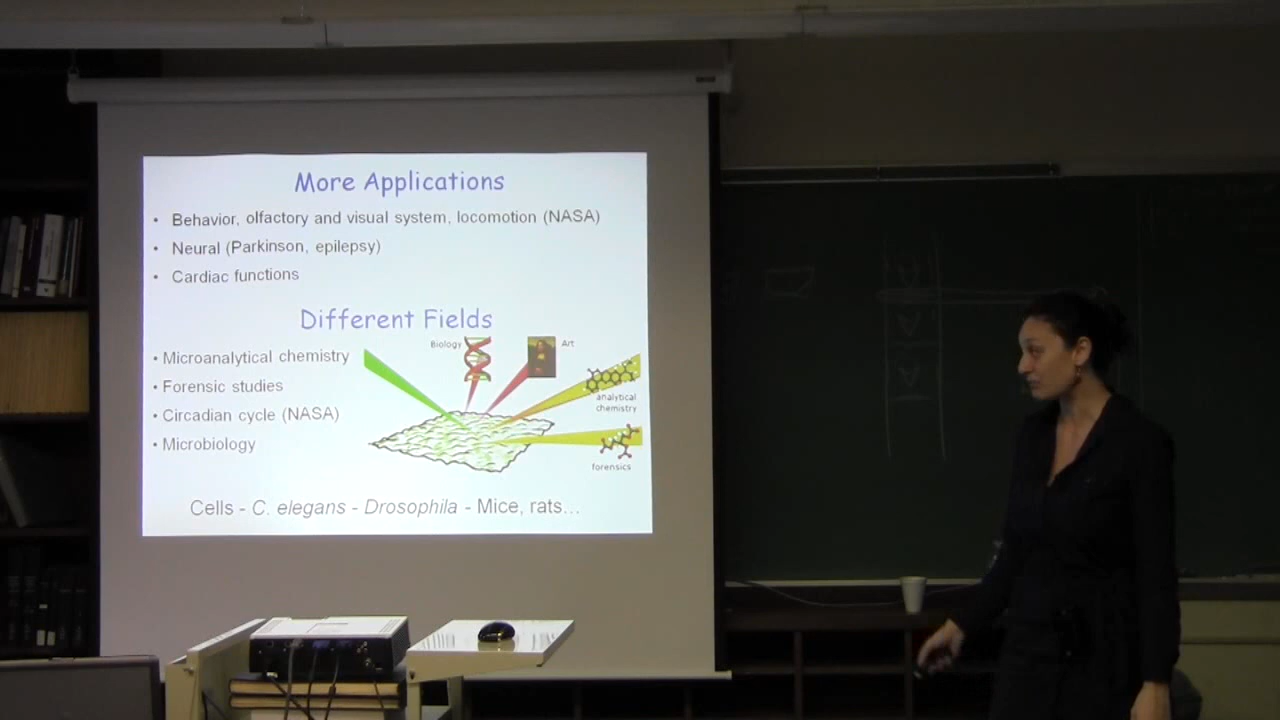 More Applications
• Behavior, olfactory and visual system, locomotion (NASA)
• Neural (Parkinson, epilepsy)
• Cardiac functions
Different Fields
• Microanalytical chemistry
• Forensic studies
• Circadian cycle (NASA)
• Microbiology
Biology
Art
analytical
chemistry
forensics
Cells - C. elegans - Drosophila - Mice, rats...